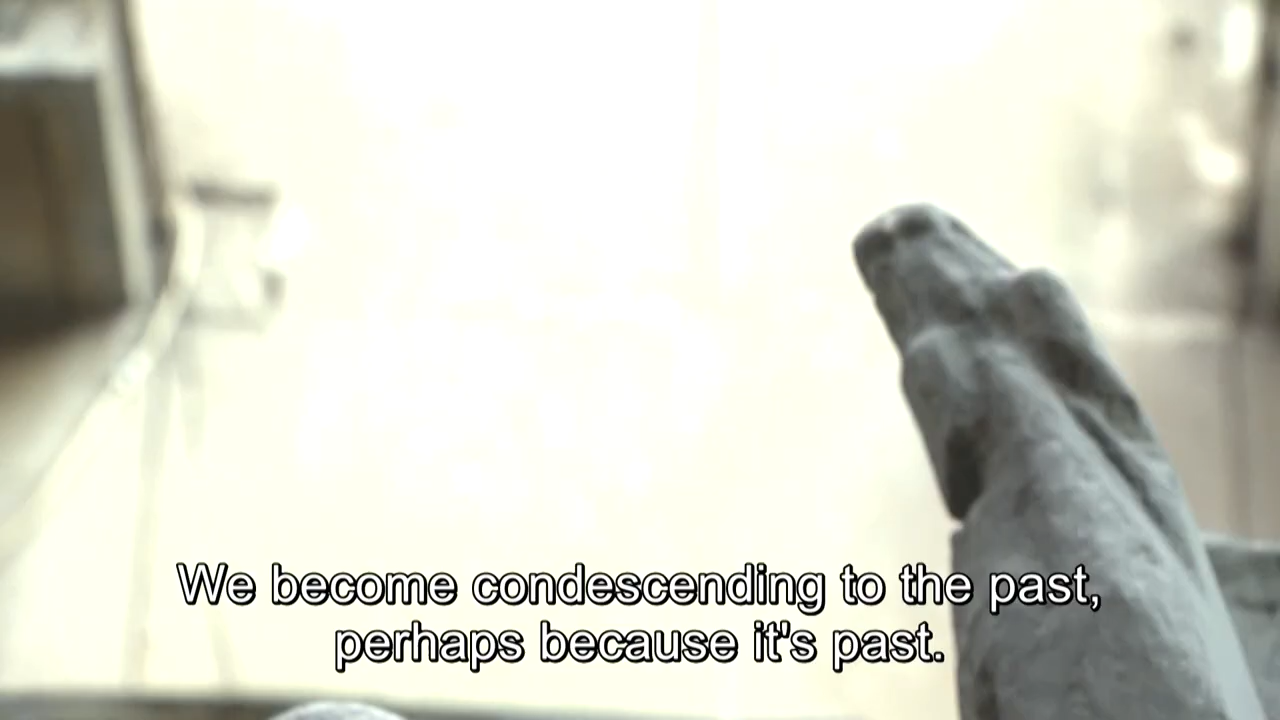 We become condescending to the past,
perhaps because it's past.